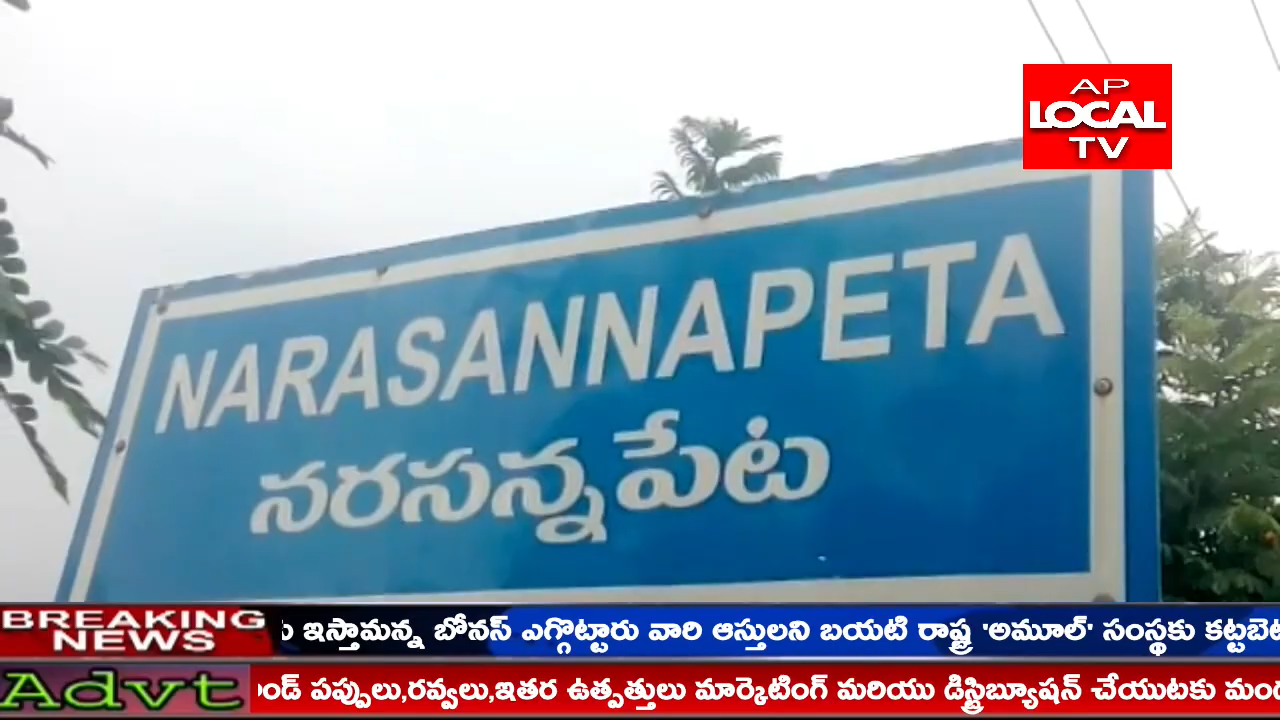 AP
LOCAL
TV
NARASANNAPETA
నరసన్నపేట
BREAKING
NEWS
ఇస్తామన్న బోనస్ ఎగ్గొట్టారు వారి ఆస్తులని బయటి రాష్ట్ర 'అమూల్' సంస్థకు
Advt
పప్పులు,రవ్వలు,ఇతర ఉత్పత్తులు మార్కెటింగ్ మరియు డిస్ట్రిబ్యూషన్ చేయుటకు